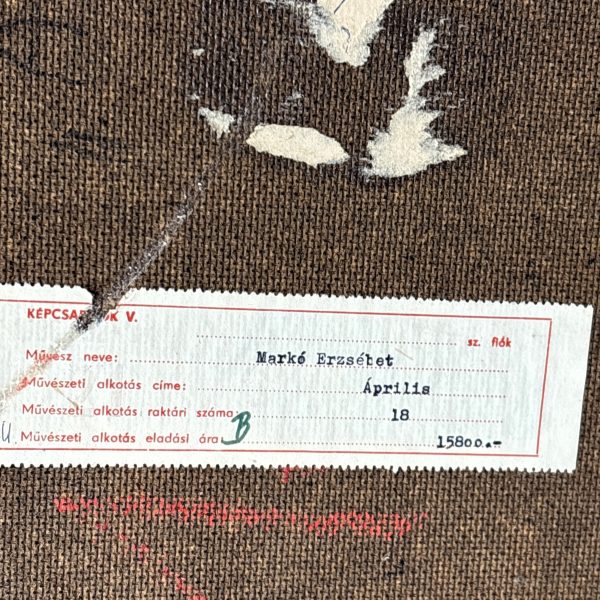 KÉPCSARNOK V.
sz. fiók
Művész neve: Markó Erzsébet
Művészeti alkotás címe: Április
Művészeti alkotás raktári száma: 18
Művészeti alkotás eladási ára B 15800.-